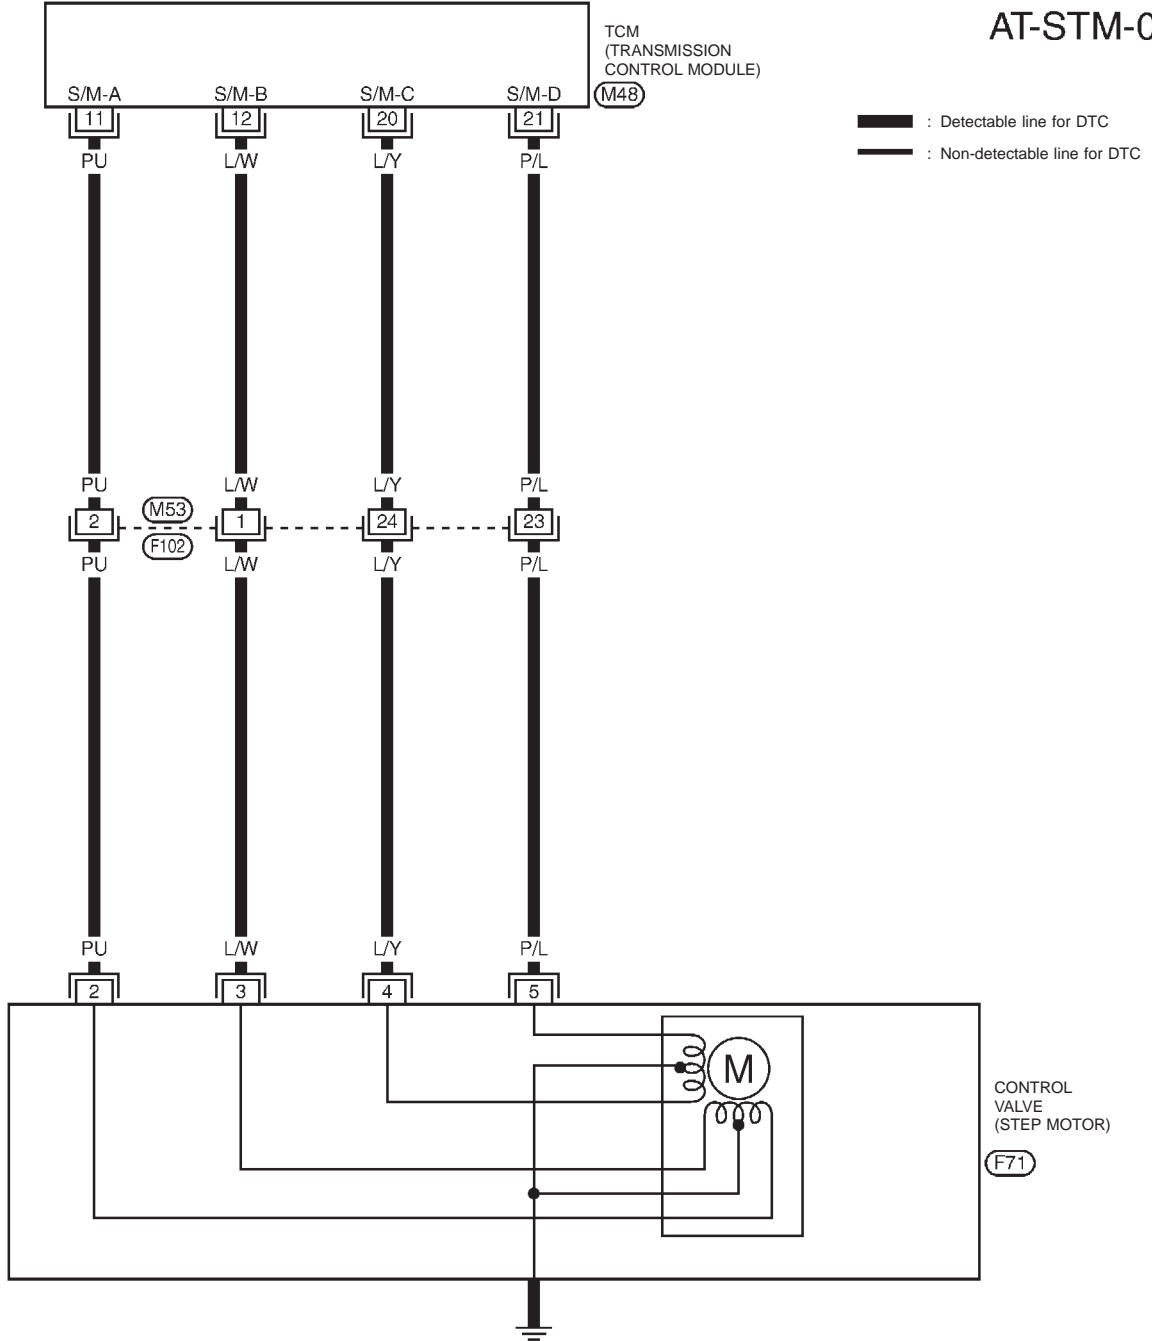 AT-STM-0
TCM
(TRANSMISSION
CONTROL MODULE)
M48
S/M-A S/M-B S/M-C S/M-D
11 12 20 21
PU L/W L/Y P/L
: Detectable line for DTC
: Non-detectable line for DTC
PU L/W L/Y P/L
M53
2 1 24 23
F102
PU L/W L/Y P/L
PU L/W L/Y P/L
2 3 4 5
M
CONTROL
VALVE
(STEP MOTOR)
F71